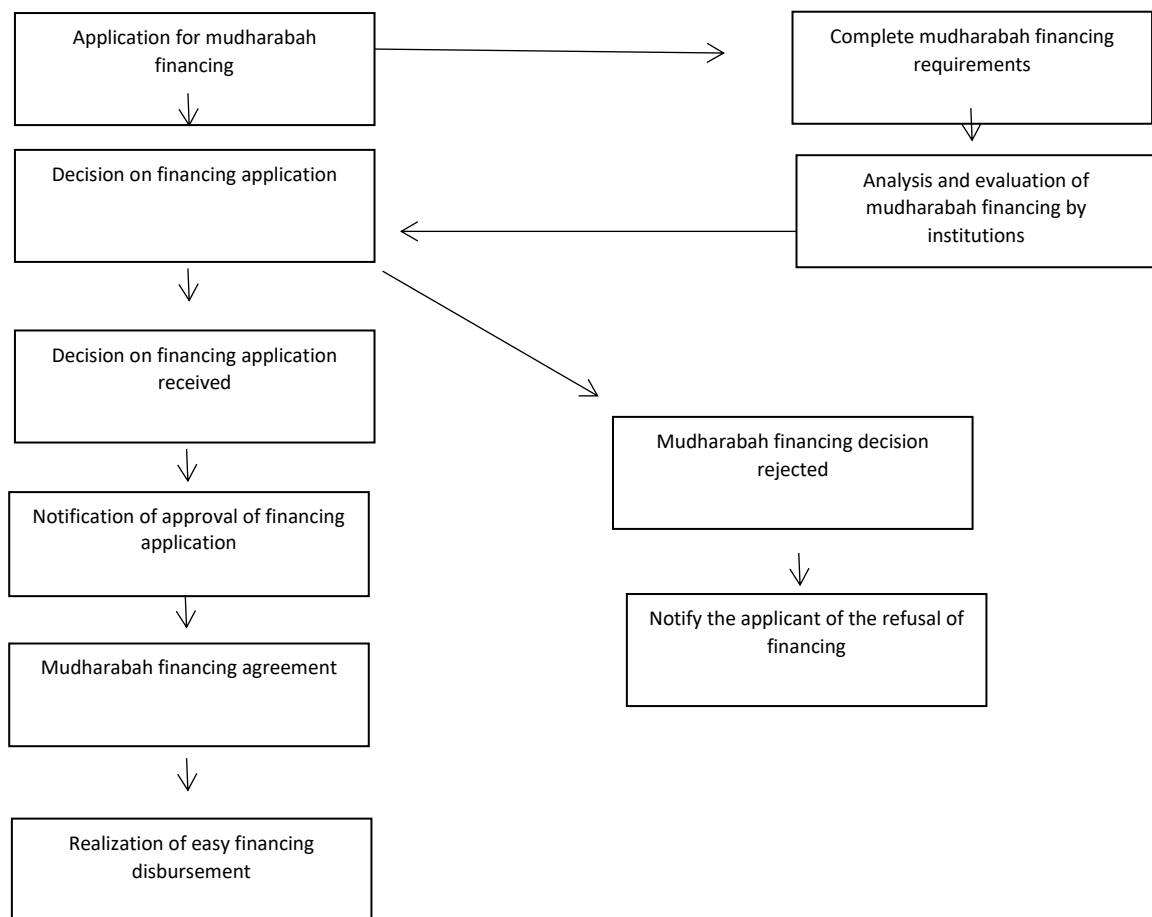 Application for mudharabah
financing
Complete mudharabah financing
requirements
Decision on financing application
Analysis and evaluation of
mudharabah financing by
institutions
Decision on financing application
received
Mudharabah financing decision
rejected
Notification of approval of financing
application
Notify the applicant of the refusal of
financing
Mudharabah financing agreement
Realization of easy financing
disbursement